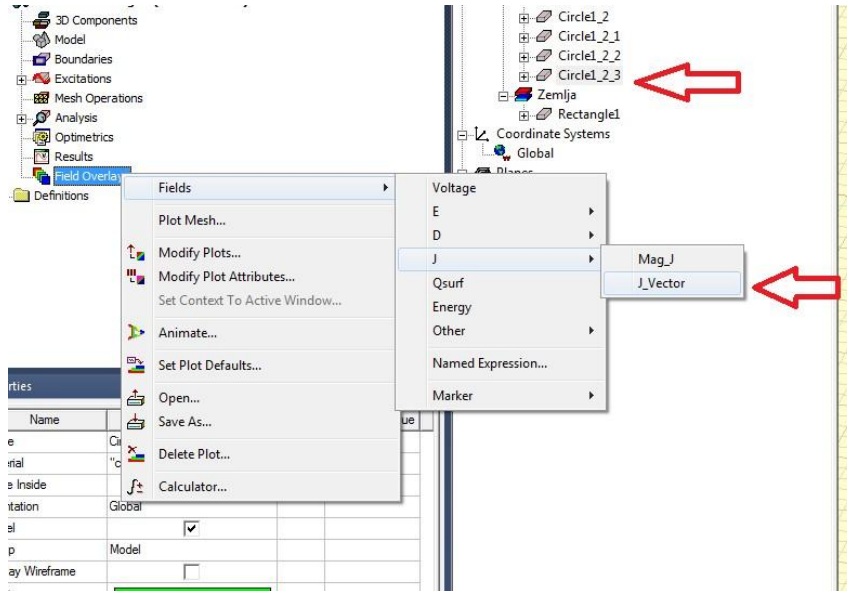 3D Components
Model
Boundaries
Excitations
Mesh Operations
Analysis
Optimetrics
Results
Field Overlay
Definitions
Circle1_2
Circle1_2_1
Circle1_2_2
Circle1_2_3
Zemlja
Rectangle1
Coordinate Systems
Global
Planes
Fields
Plot Mesh...
Modify Plots...
Modify Plot Attributes...
Set Context To Active Window...
Animate...
Set Plot Defaults...
Open...
Save As...
Delete Plot...
Calculator...
Voltage
E
D
J
Qsurf
Energy
Other
Named Expression...
Marker
Mag_J
J_Vector
rties
Name
ue
e
Cir
rial
"c
e Inside
ntation
Global
el
p
Model
ay Wireframe